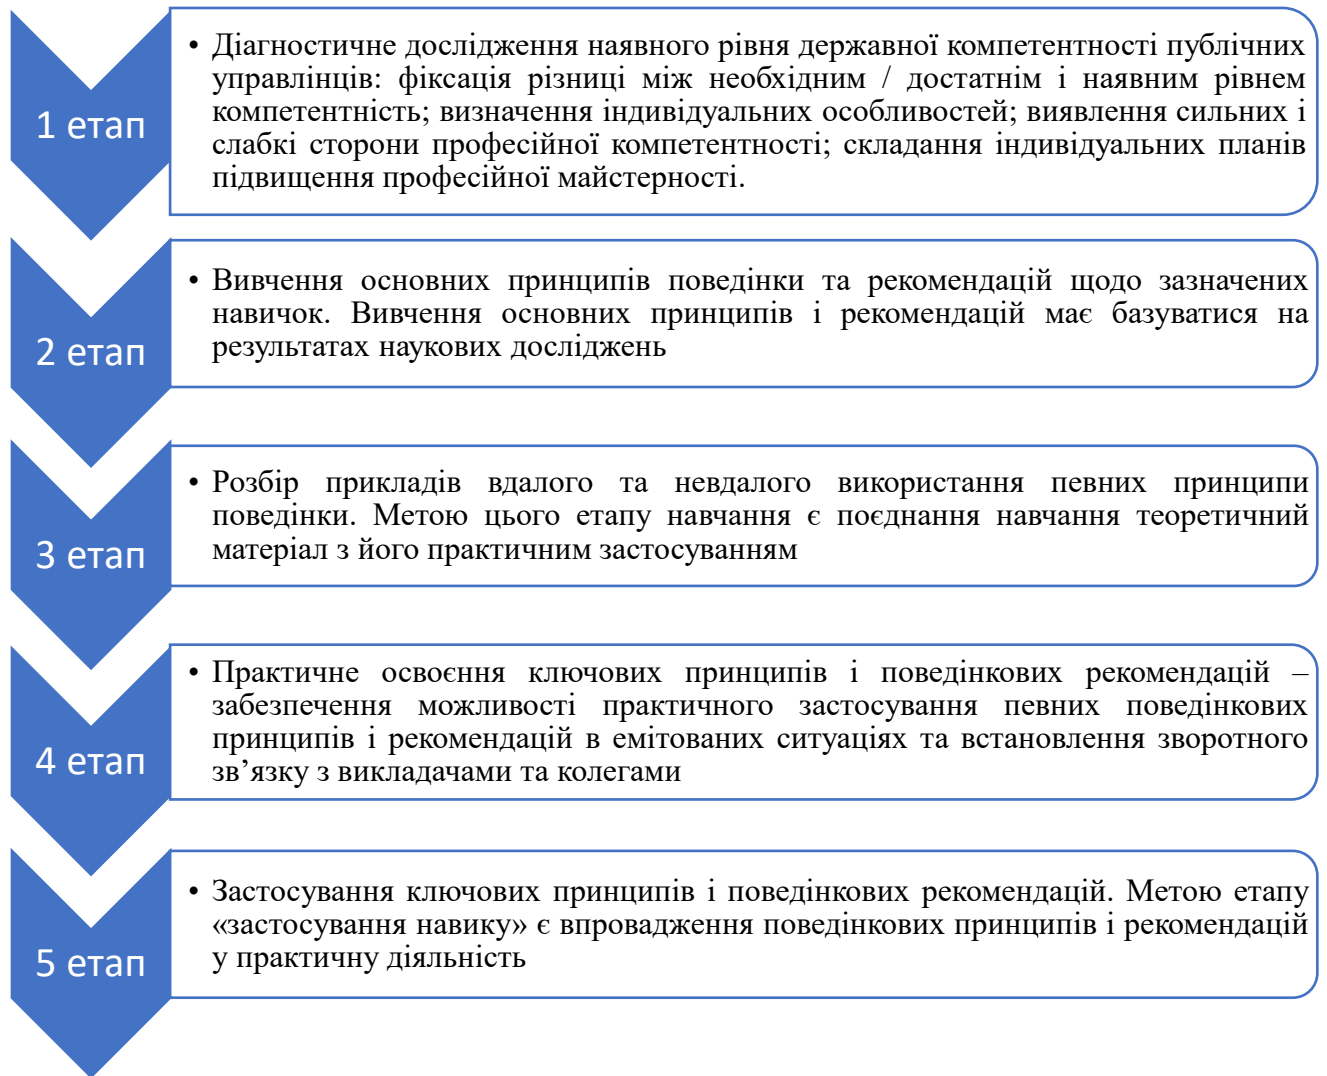 1 етап
• Діагностичне дослідження наявного рівня державної компетентності публічних
управлінців: фіксація різниці між необхідним / достатнім і наявним рівнем
компетентність; визначення індивідуальних особливостей; виявлення сильних і
слабкі сторони професійної компетентності; складання індивідуальних планів
підвищення професійної майстерності.
2 етап
• Вивчення основних принципів поведінки та рекомендацій щодо зазначених
навичок. Вивчення основних принципів і рекомендацій має базуватися на
результатах наукових досліджень
3 етап
• Розбір прикладів вдалого та невдалого використання певних принципи
поведінки. Метою цього етапу навчання є поєднання навчання теоретичний
матеріал з його практичним застосуванням
4 етап
• Практичне освоєння ключових принципів і поведінкових рекомендацій –
забезпечення можливості практичного застосування певних поведінкових
принципів і рекомендацій в емітованих ситуаціях та встановлення зворотного
зв’язку з викладачами та колегами
5 етап
• Застосування ключових принципів і поведінкових рекомендацій. Метою етапу
«застосування навику» є впровадження поведінкових принципів і рекомендацій
у практичну діяльність